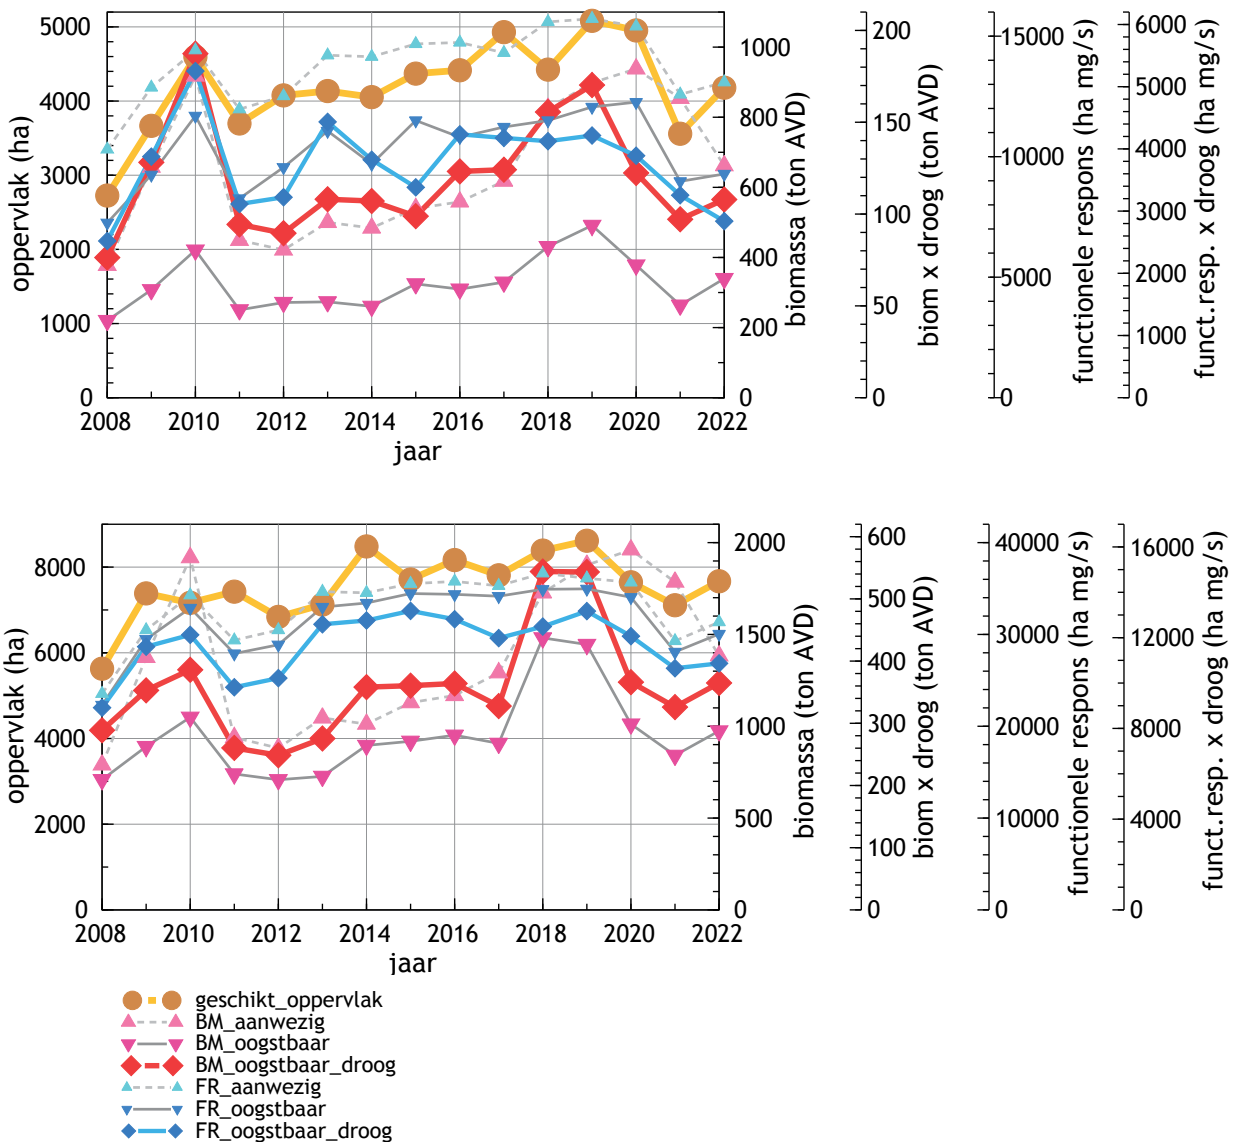 oppervlak (ha)
5000
4000
3000
2000
1000
0
2008 2010 2012 2014 2016 2018 2020 2022
jaar
1000
800
600
400
200
0
biomassa (ton AVD)
200
150
100
50
0
biom x droog (ton AVD)
15000
10000
5000
0
functionele respons (ha mg/s)
6000
5000
4000
3000
2000
1000
0
funct.resp. x droog (ha mg/s)
oppervlak (ha)
8000
6000
4000
2000
0
2008 2010 2012 2014 2016 2018 2020 2022
jaar
2000
1500
1000
500
0
biomassa (ton AVD)
600
500
400
300
200
100
0
biom x droog (ton AVD)
40000
30000
20000
10000
0
functionele respons (ha mg/s)
16000
12000
8000
4000
0
funct.resp. x droog (ha mg/s)
geschikt_oppervlak
BM_aanwezig
BM_oogstbaar
BM_oogstbaar_droog
FR_aanwezig
FR_oogstbaar
FR_oogstbaar_droog